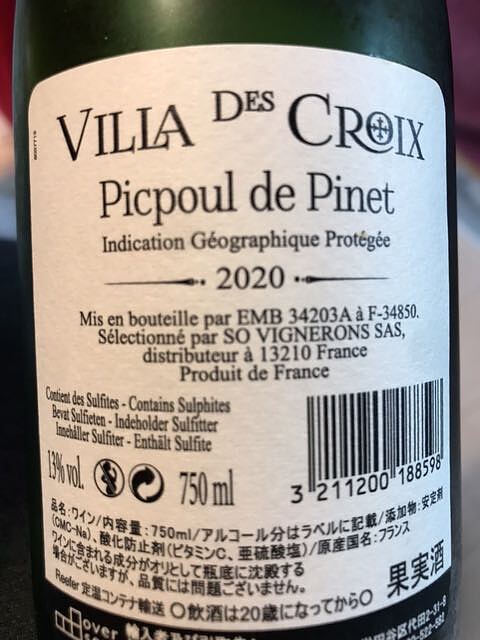 VILLA DES CROIX
Picpoul de Pinet
Indication Géographique Protégée
2020
Mis en bouteille par EMB 34203A à F-34850.
Sélectionné par SO VIGNERONS SAS,
distributeur à 13210 France
Produit de France
Contient des Sulfites - Contains Sulphites
Bevat Sulfieten - Indeholder Sulfitter
Innehåller Sulfiter - Enthält Sulfite
13% vol.
750 ml
3 211200 188598
品名:ワイン/内容量:750ml/アルコール分はラベルに記載/添加物:安定剤
(CMC-Na)、酸化防止剤(ビタミンC、亜硫酸塩)/原産国名:フランス
ワインに含まれる成分がオリとして瓶底に沈殿する
場合がございますが、品質には問題ございません。
果実酒
Reefer 定温コンテナ輸送 〇飲酒は20歳になってから〇
over